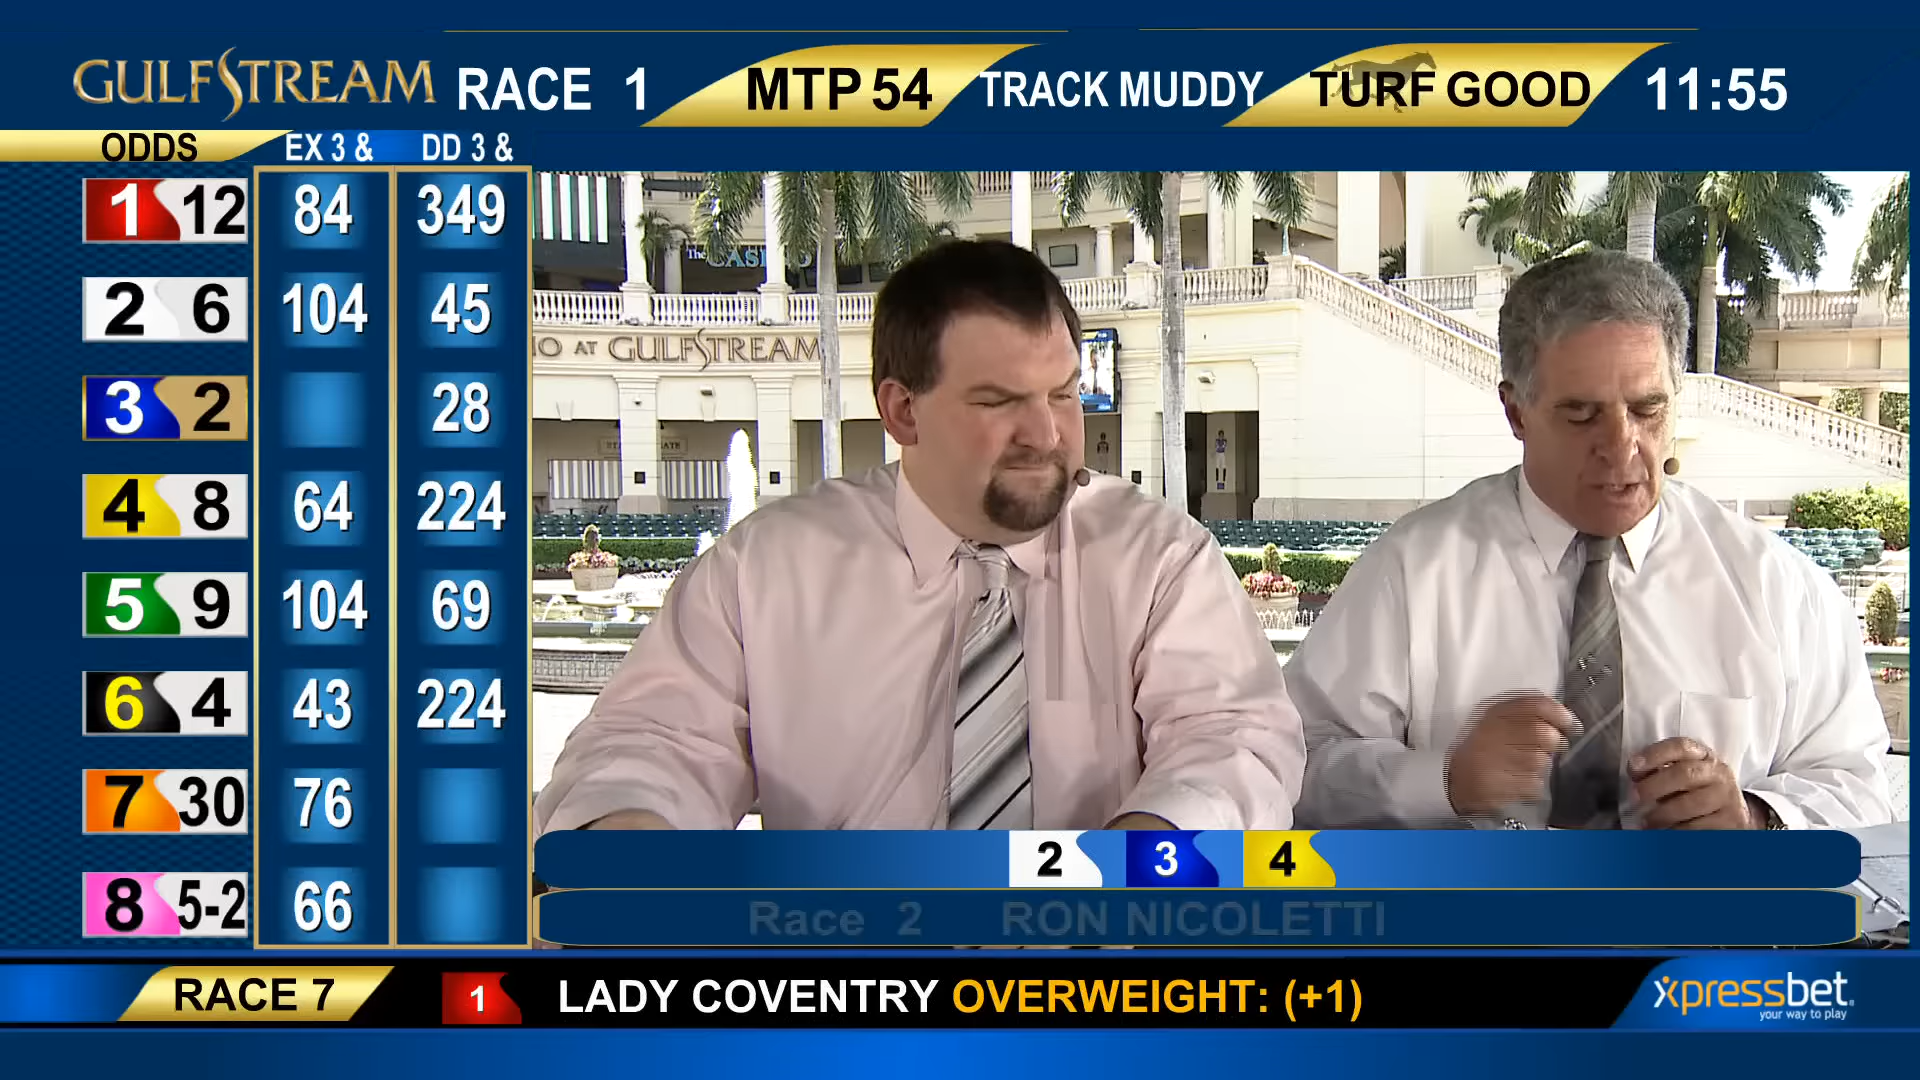 GULFSTREAM RACE 1 MTP 54 TRACK MUDDY TURF GOOD 11:55
ODDS EX 3 & DD 3 &
1 12 84 349
2 6 104 45
3 2 28
4 8 64 224
5 9 104 69
6 4 43 224
7 30 76
8 5-2 66
The CASINO
IO AT GULFSTREAM
2 3 4
Race 2 RON NICOLETTI
RACE 7 1 LADY COVENTRY OVERWEIGHT: (+1)
xpressbet.
your way to play